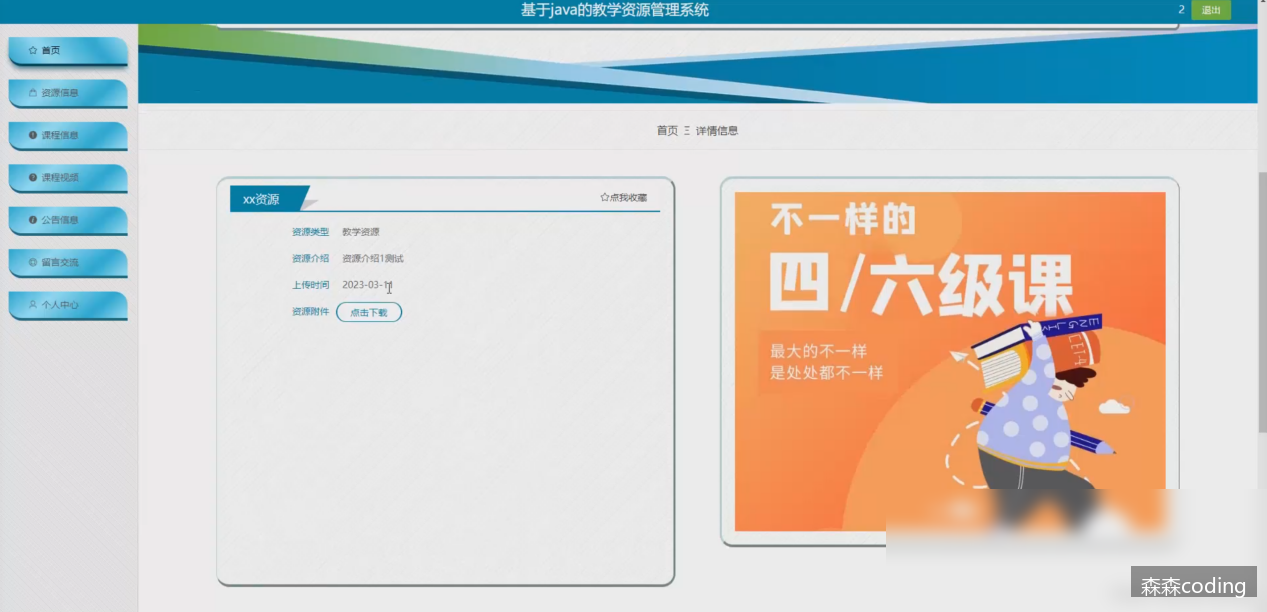 基于java的教学资源管理系统
2
退出
首页
资源信息
课程信息
课程视频
公告信息
留言交流
个人中心
首页 Ξ 详情信息
xx资源
☆点我收藏
资源类型 教学资源
资源介绍 资源介绍1测试
上传时间 2023-03-
资源附件 点击下载
不一样的
四/六级课
最大的不一样
是处处都不一样
ENGLI
CET4
森森coding